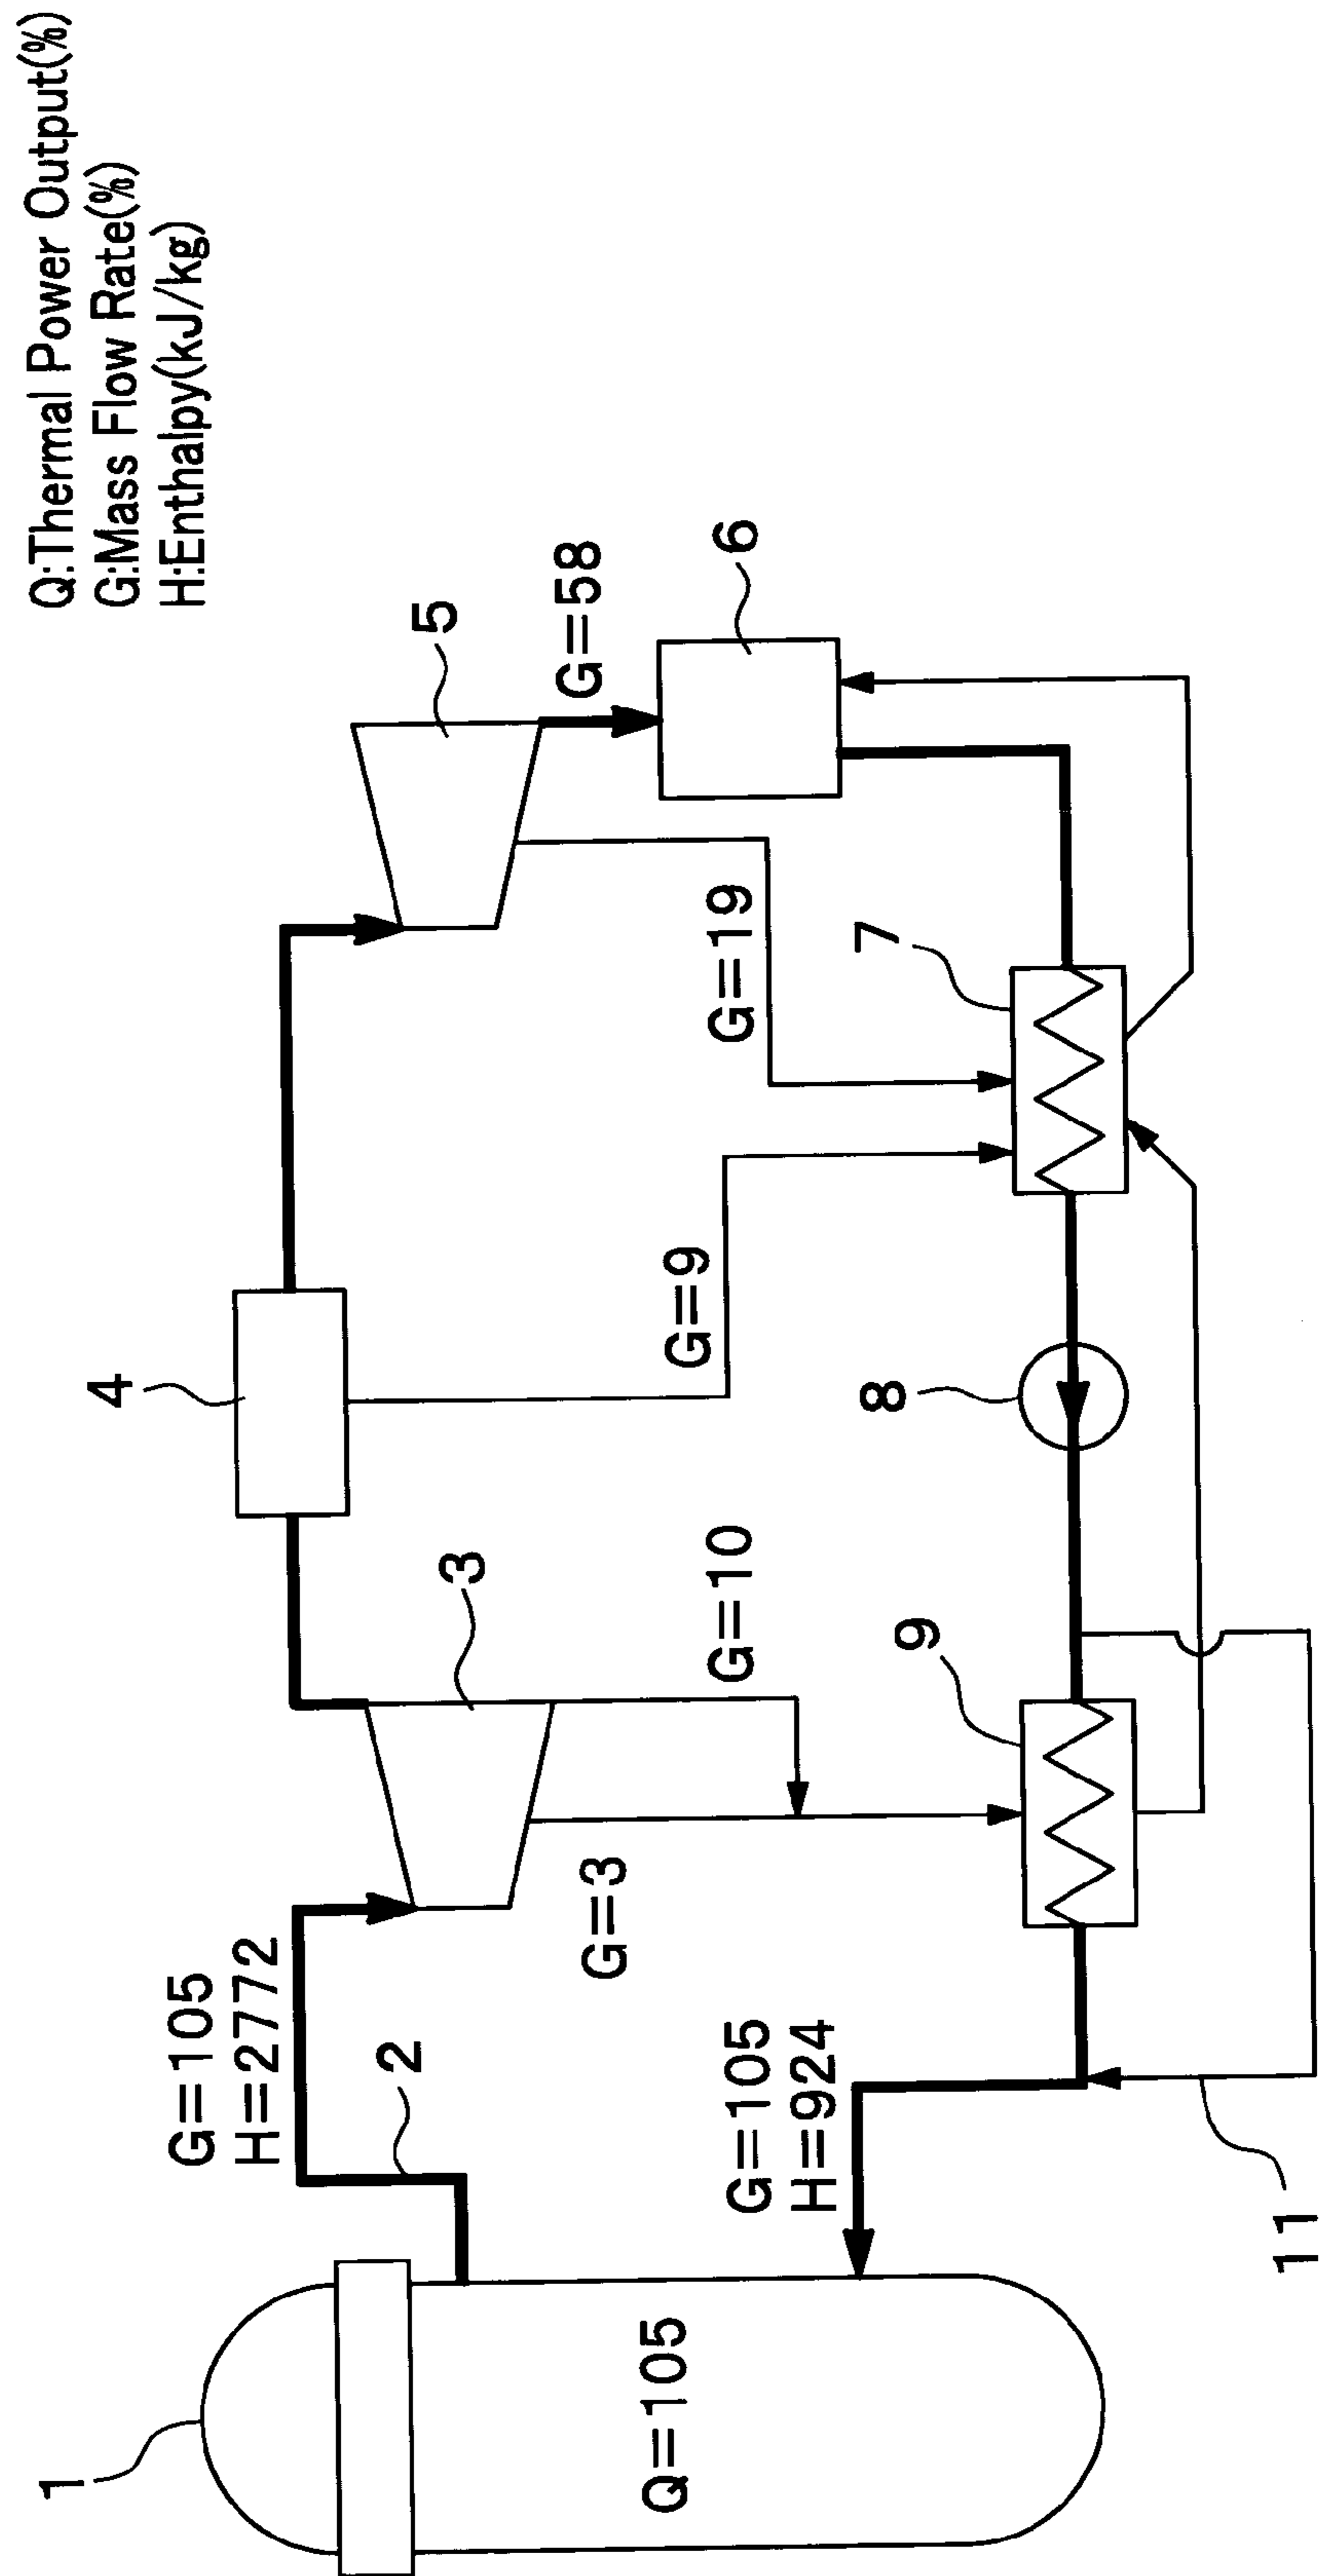 Q:Thermal Power Output(%)
G:Mass Flow Rate(%)
H:Enthalpy(kJ/kg)
1
2
3
4
5
6
7
8
9
11
G=105
H=2772
G=3
G=10
G=9
G=19
G=58
G=105
H=924
Q=105